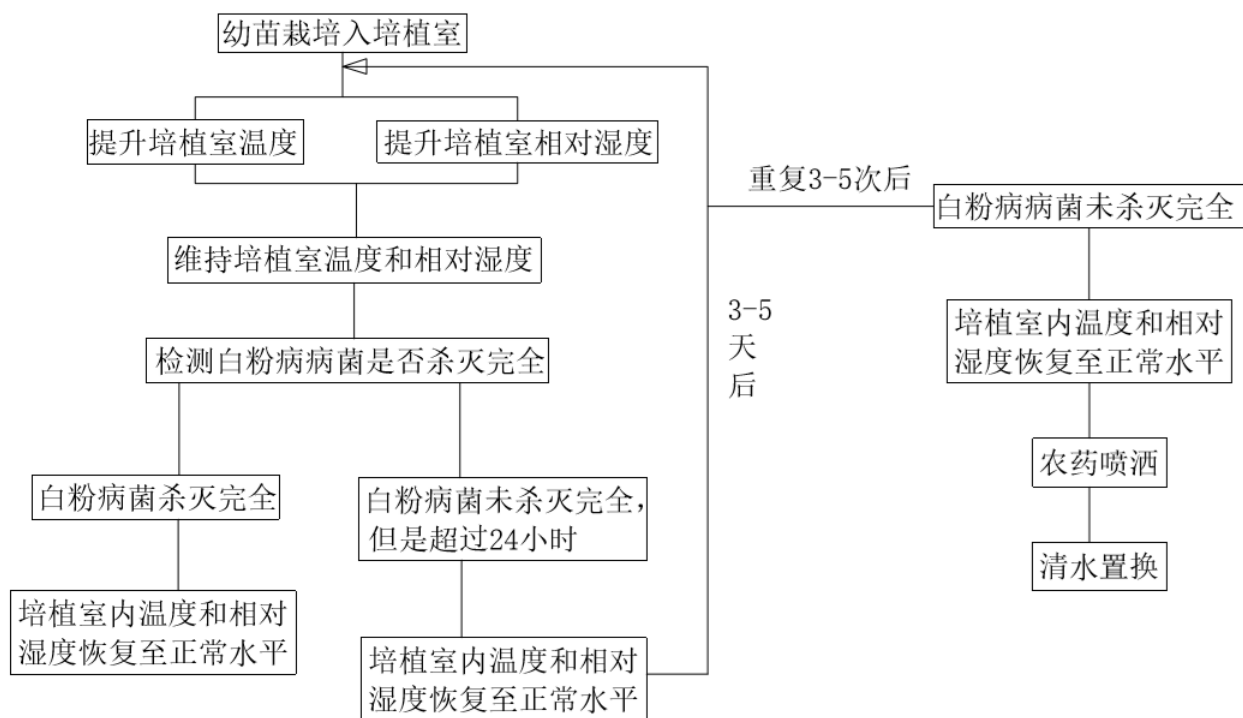 幼苗栽培入培植室
提升培植室温度
提升培植室相对湿度
维持培植室温度和相对湿度
检测白粉病病菌是否杀灭完全
白粉病菌杀灭完全
培植室内温度和相对
湿度恢复至正常水平
白粉病菌未杀灭完全，
但是超过24小时
培植室内温度和相对
湿度恢复至正常水平
3-5
天
后
重复3-5次后
白粉病病菌未杀灭完全
培植室内温度和相对
湿度恢复至正常水平
农药喷洒
清水置换